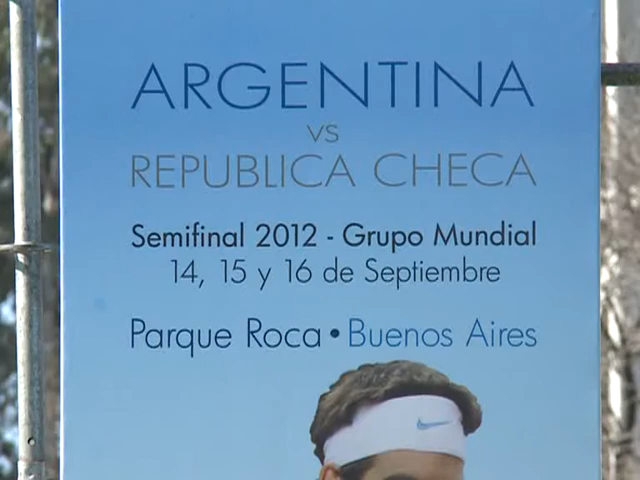 ARGENTINA
vs
REPUBLICA CHECA
Semifinal 2012 - Grupo Mundial
14, 15 y 16 de Septiembre
Parque Roca • Buenos Aires